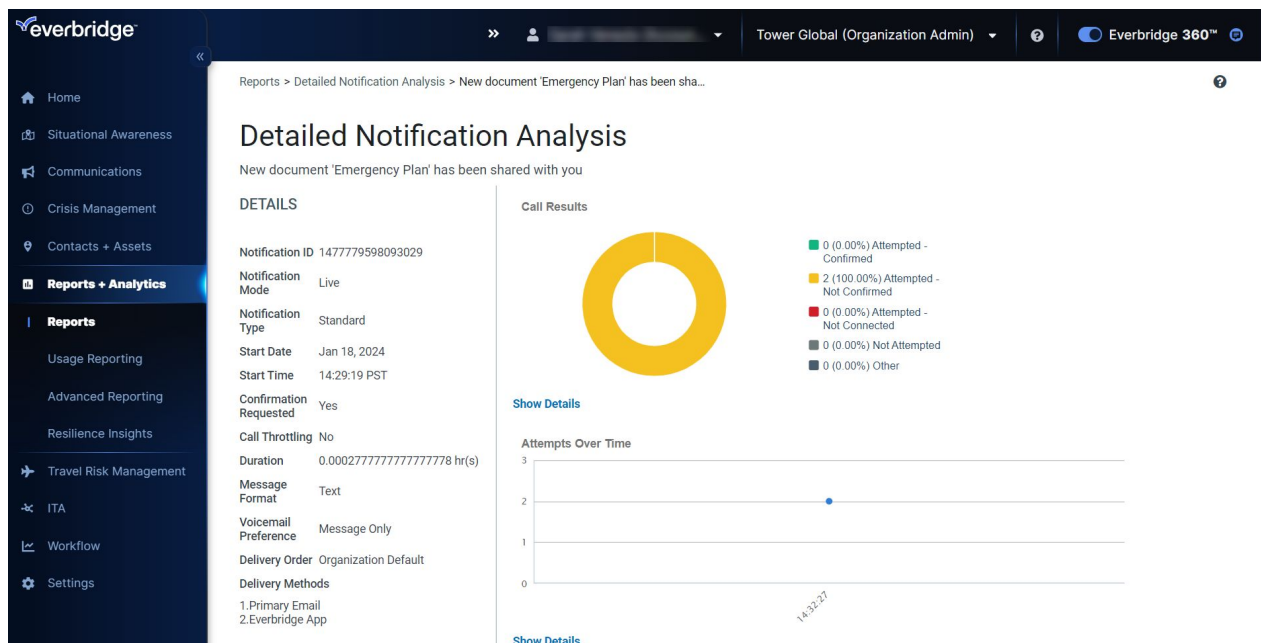 everbridge™
»
Tower Global (Organization Admin)
Everbridge 360™
«
Home
Situational Awareness
Communications
Crisis Management
Contacts + Assets
Reports + Analytics
Reports
Usage Reporting
Advanced Reporting
Resilience Insights
Travel Risk Management
ITA
Workflow
Settings
Reports > Detailed Notification Analysis > New document 'Emergency Plan' has been sha...
Detailed Notification Analysis
New document 'Emergency Plan' has been shared with you
DETAILS
Notification ID 1477779598093029
Notification
Mode
Live
Notification
Type
Standard
Start Date Jan 18, 2024
Start Time 14:29:19 PST
Confirmation
Requested
Yes
Call Throttling No
Duration 0.0002777777777777778 hr(s)
Message
Format
Text
Voicemail
Preference
Message Only
Delivery Order Organization Default
Delivery Methods
1.Primary Email
2.Everbridge App
Call Results
0 (0.00%) Attempted -
Confirmed
2 (100.00%) Attempted -
Not Confirmed
0 (0.00%) Attempted -
Not Connected
0 (0.00%) Not Attempted
0 (0.00%) Other
Show Details
Attempts Over Time
3
2
1
0
14:32:27
Show Details